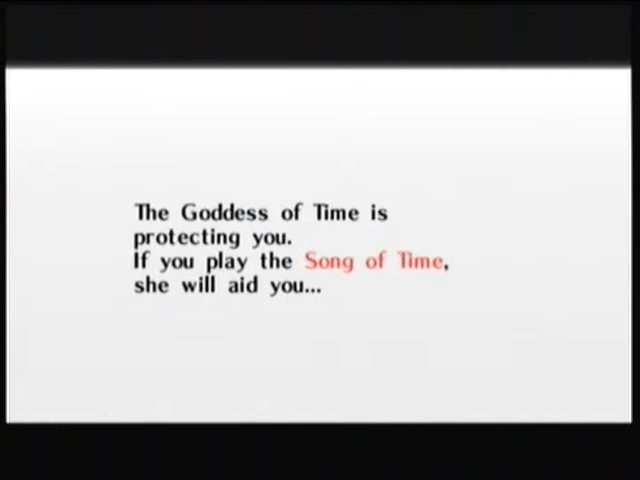 The Goddess of Time is
protecting you.
If you play the Song of Time,
she will aid you...